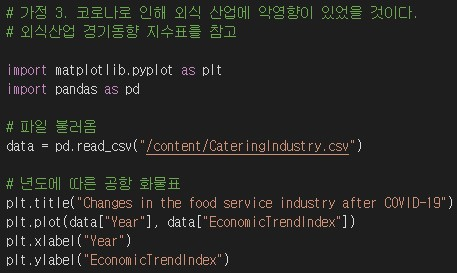 # 가정 3. 코로나로 인해 외식 산업에 악영향이 있었을 것이다.
# 외식산업 경기동향 지수표를 참고
import matplotlib.pyplot as plt
import pandas as pd
# 파일 불러옴
data = pd.read_csv("/content/CateringIndustry.csv")
# 년도에 따른 공항 화물표
plt.title("Changes in the food service industry after COVID-19")
plt.plot(data["Year"], data["EconomicTrendIndex"])
plt.xlabel("Year")
plt.ylabel("EconomicTrendIndex")